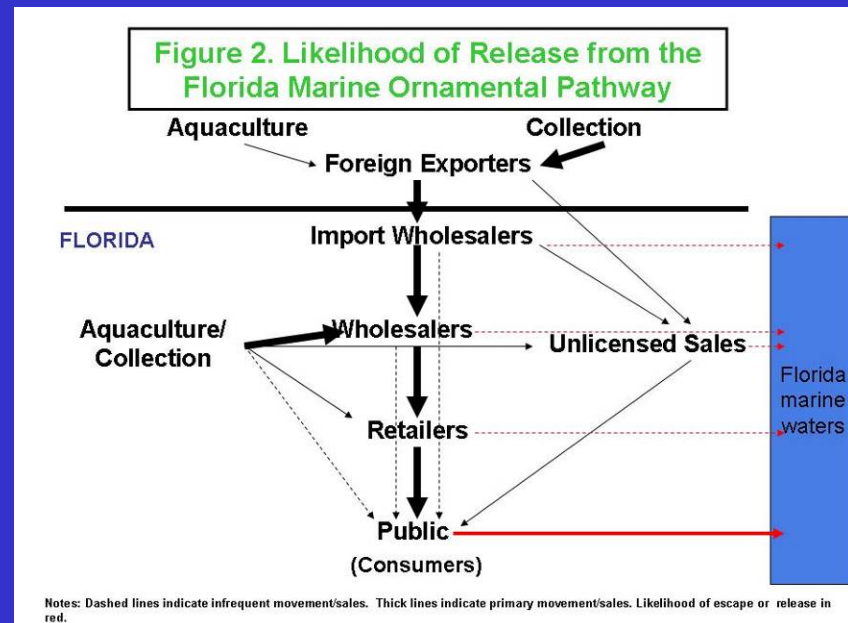 Figure 2. Likelihood of Release from the
Florida Marine Ornamental Pathway
Aquaculture
Collection
Foreign Exporters
FLORIDA
Import Wholesalers
Aquaculture/
Collection
Wholesalers
Unlicensed Sales
Florida
marine
waters
Retailers
Public
(Consumers)
Notes: Dashed lines indicate infrequent movement/sales. Thick lines indicate primary movement/sales. Likelihood of escape or release in
red.